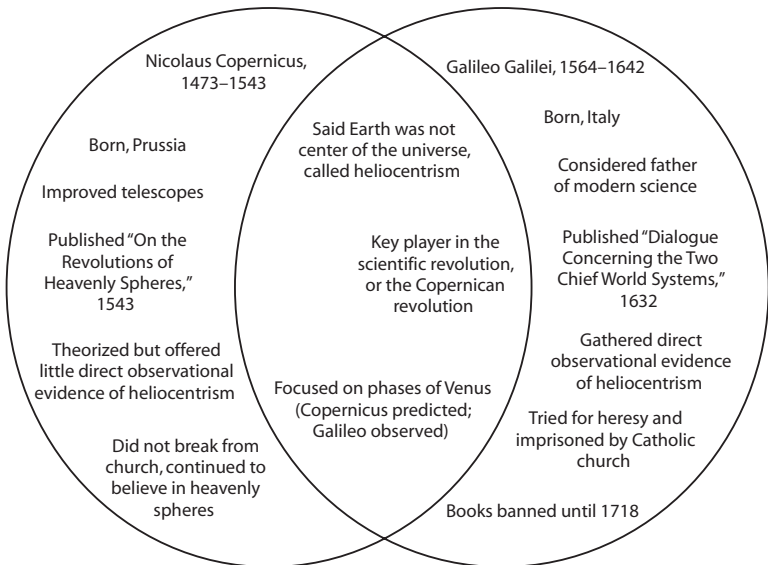 Nicolaus Copernicus,
1473–1543
Born, Prussia
Improved telescopes
Published “On the
Revolutions of
Heavenly Spheres,”
1543
Theorized but offered
little direct observational
evidence of heliocentrism
Did not break from
church, continued to
believe in heavenly
spheres
Said Earth was not
center of the universe,
called heliocentrism
Key player in the
scientific revolution,
or the Copernican
revolution
Focused on phases of Venus
(Copernicus predicted;
Galileo observed)
Galileo Galilei, 1564–1642
Born, Italy
Considered father
of modern science
Published “Dialogue
Concerning the Two
Chief World Systems,”
1632
Gathered direct
observational evidence
of heliocentrism
Tried for heresy and
imprisoned by Catholic
church
Books banned until 1718